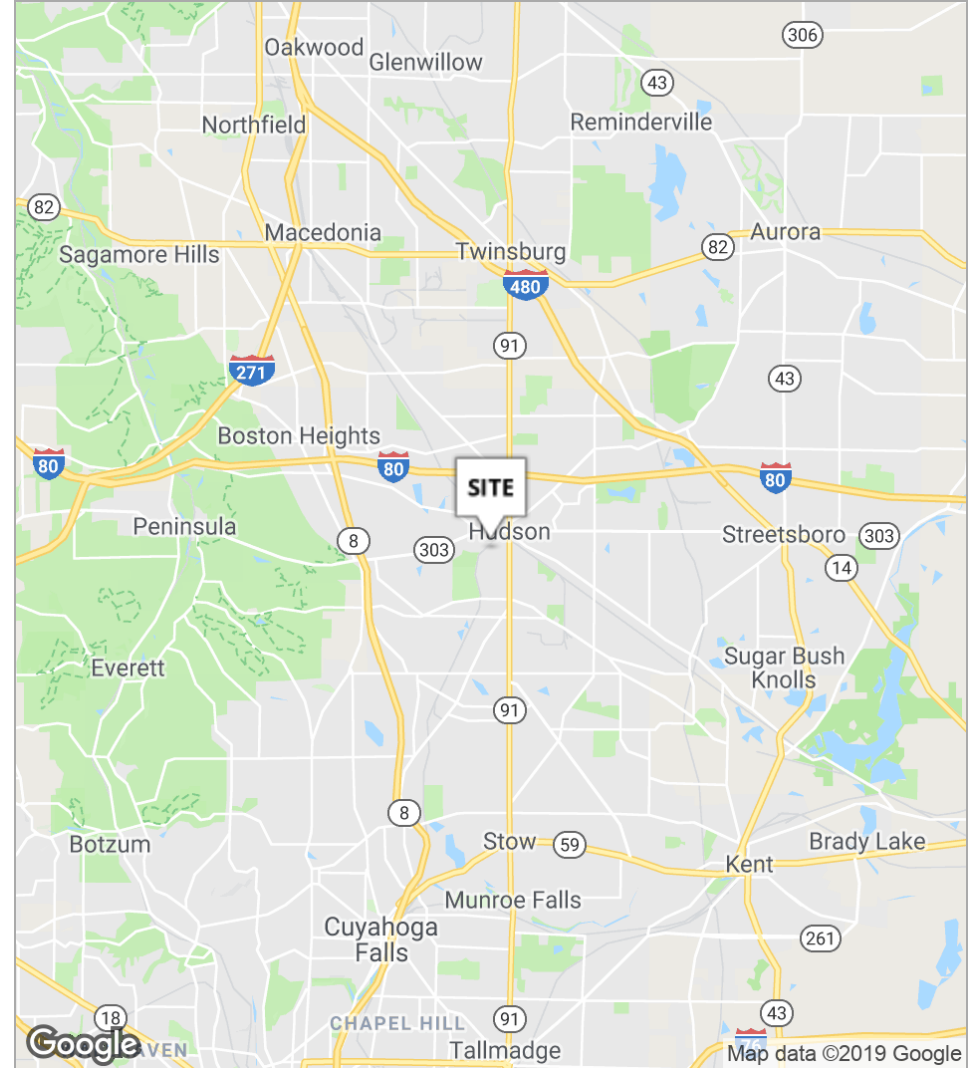 306
Oakwood
Glenwillow
43
Reminderville
Northfield
82
Macedonia
Aurora
82
Sagamore Hills
Twinsburg
480
91
271
43
Boston Heights
80
80
80
SITE
Peninsula
Hudson
Streetsboro
303
8
303
14
Sugar Bush
Knolls
Everett
91
8
Stow
59
Botzum
Brady Lake
Kent
Munroe Falls
Cuyahoga
Falls
261
18
CHAPEL HILL
91
43
Google
AVEN
Tallmadge
76
Map data ©2019 Google